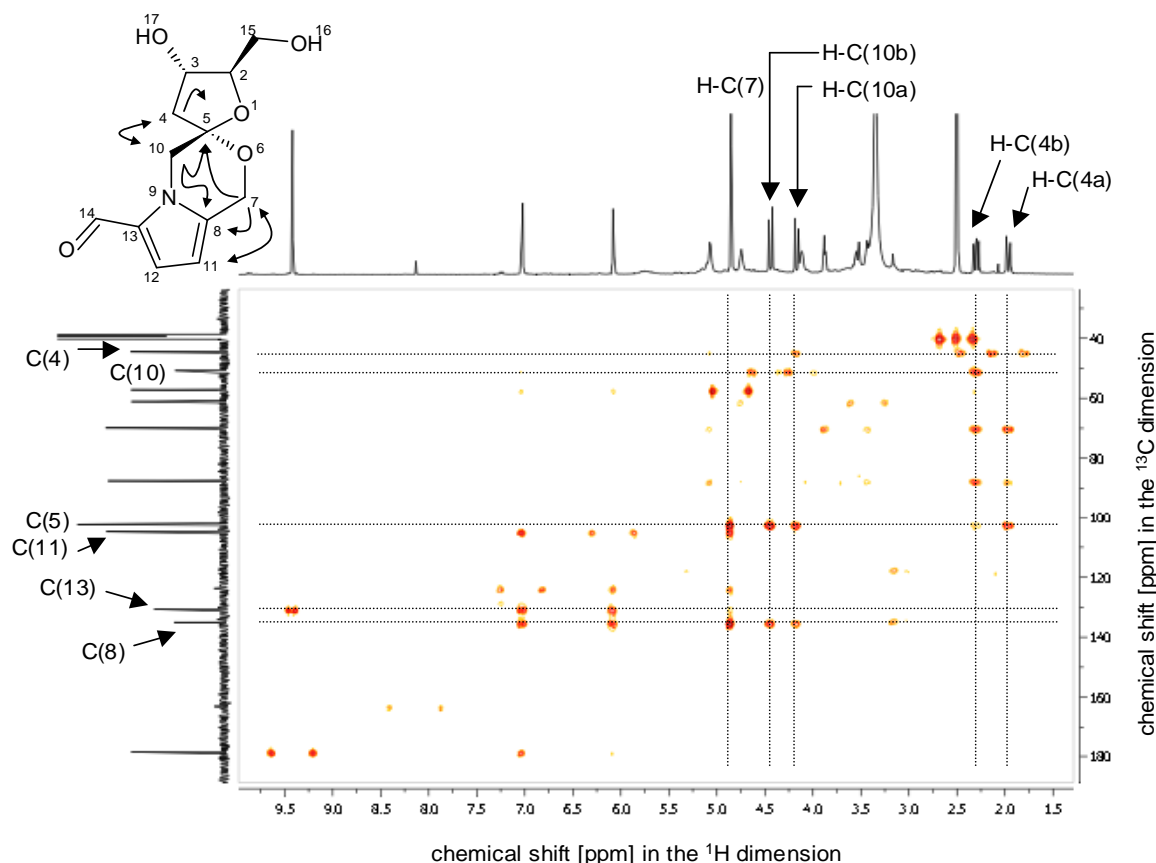 17
HO
15
OH
16
3
2
4
5
O
1
O
6
10
N
9
7
8
14
O
13
12
11
H-C(7)
H-C(10b)
H-C(10a)
H-C(4b)
H-C(4a)
C(4)
C(10)
C(5)
C(11)
C(13)
C(8)
40
60
80
100
120
140
160
180
chemical shift [ppm] in the ¹³C dimension
9.5 9.0 8.5 8.0 7.5 7.0 6.5 6.0 5.5 5.0 4.5 4.0 3.5 3.0 2.5 2.0 1.5
chemical shift [ppm] in the ¹H dimension